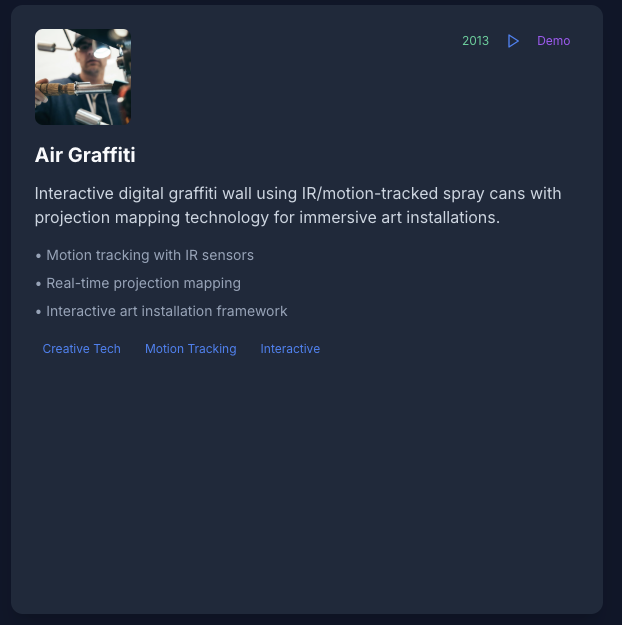 2013 Demo
Air Graffiti
Interactive digital graffiti wall using IR/motion-tracked spray cans with
projection mapping technology for immersive art installations.
• Motion tracking with IR sensors
• Real-time projection mapping
• Interactive art installation framework
Creative Tech Motion Tracking Interactive